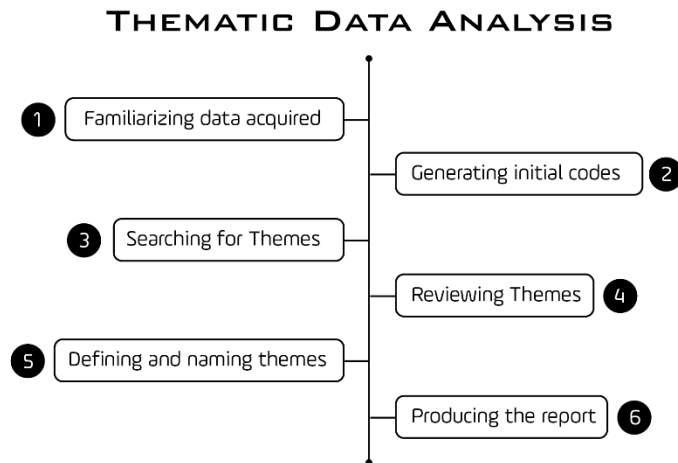 THEMATIC DATA ANALYSIS
1 Familiarizing data acquired
Generating initial codes 2
3 Searching for Themes
Reviewing Themes 4
5 Defining and naming themes
Producing the report 6